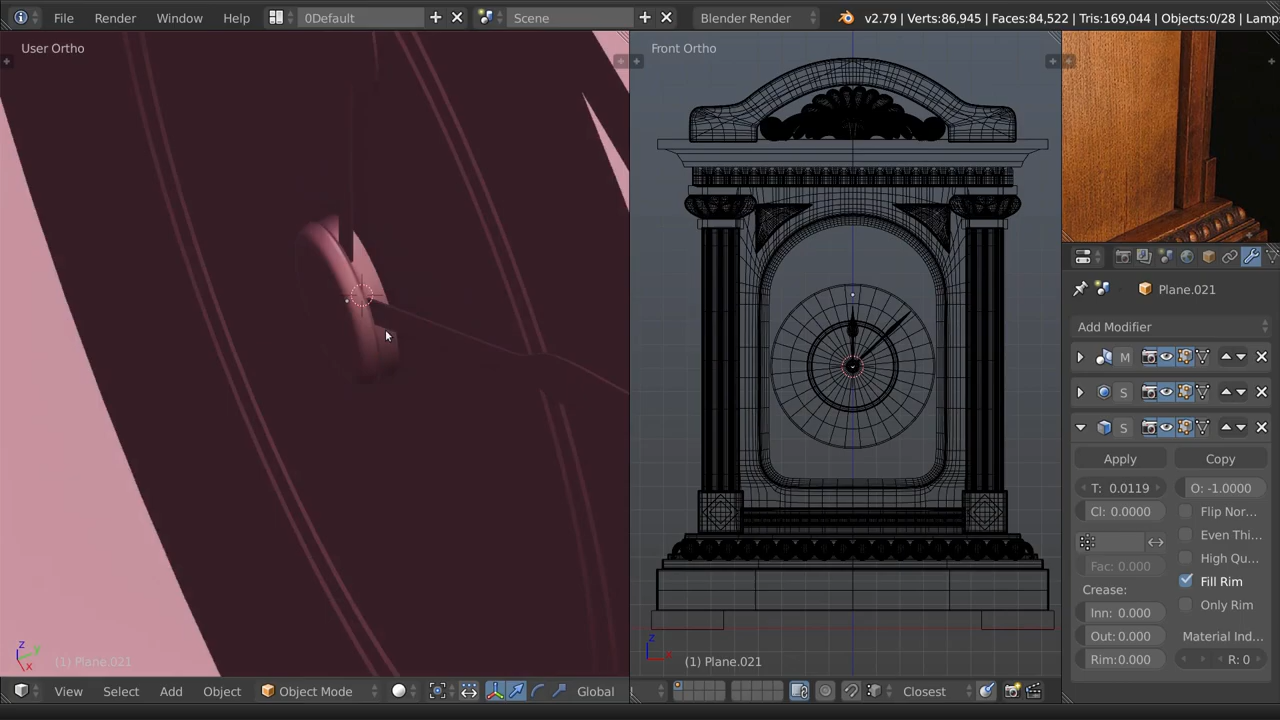 File Render Window Help 0Default Scene Blender Render v2.79 | Verts:86,945 | Faces:84,522 | Tris:169,044 | Objects:0/28 | Lamp
User Ortho
Front Ortho
Plane.021
Add Modifier
M
S
S
Apply Copy
T: 0.0119 O: -1.0000
Cl: 0.0000 Flip Nor...
Even Thi...
High Qu...
Fac: 0.000
Fill Rim
Crease:
Only Rim
Inn: 0.000
Out: 0.000 Material Ind...
Rim:0.000 R: 0
z
y
x
(1) Plane.021
z
x
(1) Plane.021
View Select Add Object Object Mode Global Closest